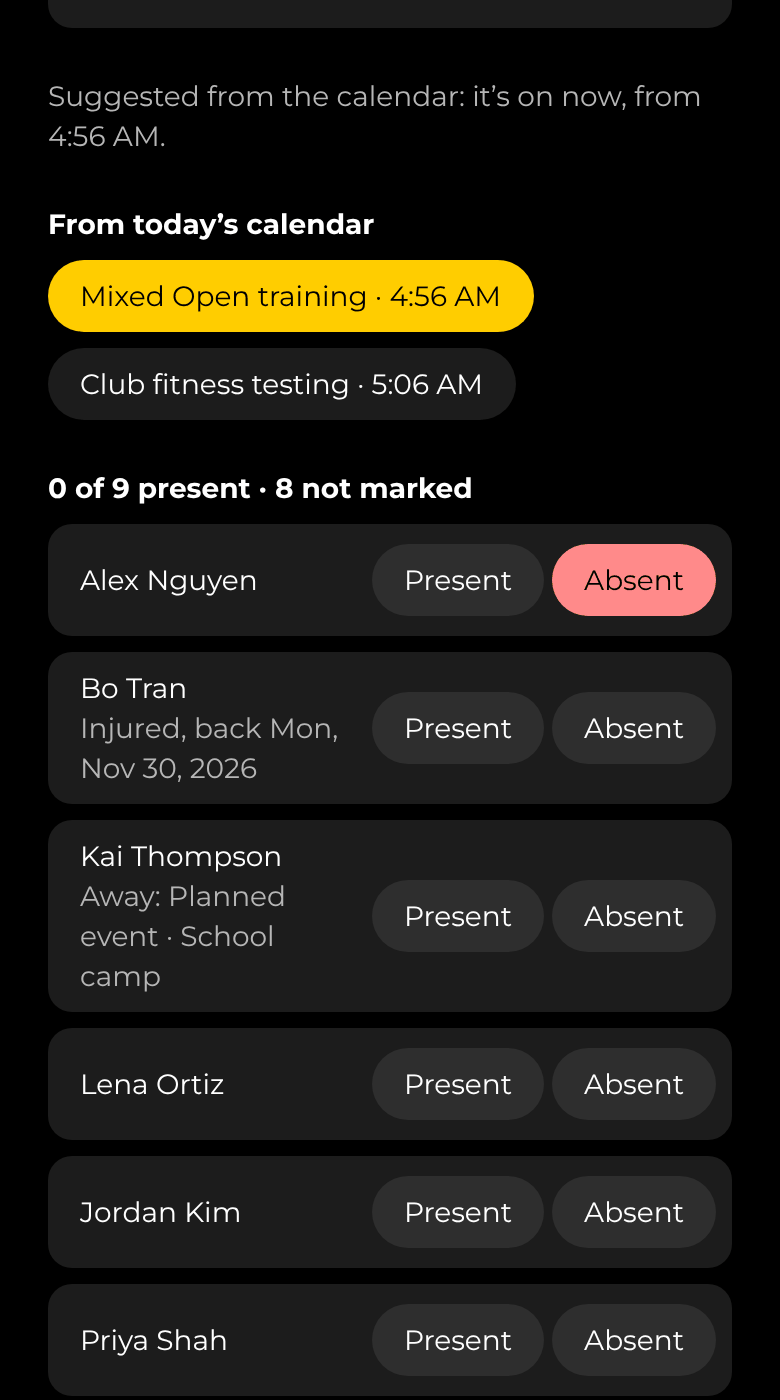 Suggested from the calendar: it’s on now, from
4:56 AM.
From today’s calendar
Mixed Open training · 4:56 AM
Club fitness testing · 5:06 AM
0 of 9 present · 8 not marked
Alex Nguyen
Present
Absent
Bo Tran
Injured, back Mon,
Nov 30, 2026
Present
Absent
Kai Thompson
Away: Planned
event · School
camp
Present
Absent
Lena Ortiz
Present
Absent
Jordan Kim
Present
Absent
Priya Shah
Present
Absent